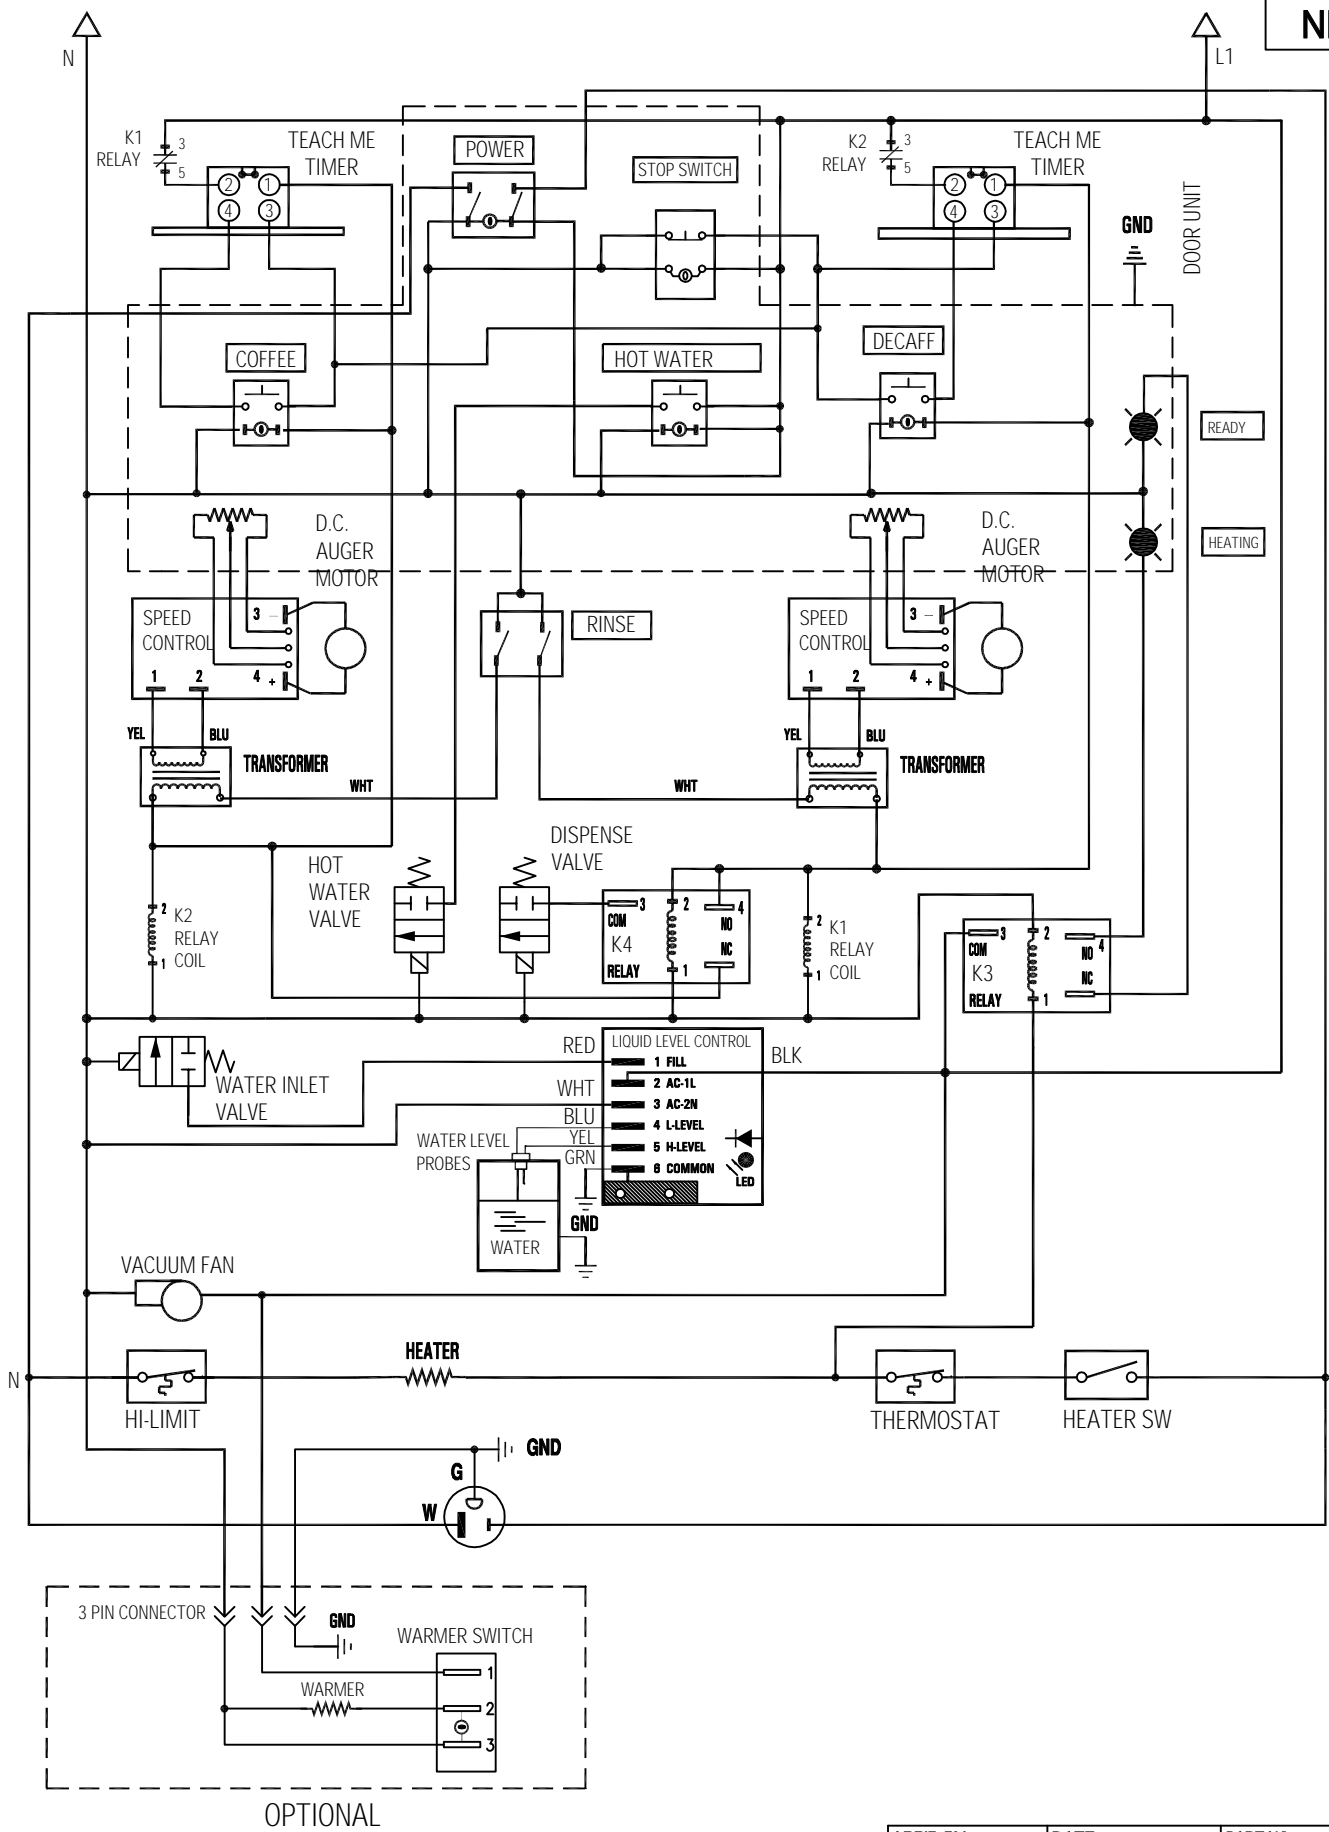 N
L1
K1
RELAY
3
5
TEACH ME
TIMER
2
1
4
3
POWER
STOP SWITCH
K2
RELAY
3
5
TEACH ME
TIMER
2
1
4
3
GND
DOOR UNIT
COFFEE
HOT WATER
DECAFF
READY
HEATING
D.C.
AUGER
MOTOR
D.C.
AUGER
MOTOR
SPEED
CONTROL
3 -
1
2
4 +
RINSE
SPEED
CONTROL
3 -
1
2
4 +
YEL
BLU
TRANSFORMER
WHT
WHT
YEL
BLU
TRANSFORMER
HOT
WATER
VALVE
DISPENSE
VALVE
2
K2
RELAY
COIL
1
3
COM
K4
RELAY
2
1
4
NO
NC
2
K1
RELAY
COIL
1
3
COM
K3
RELAY
2
1
4
NO
NC
WATER INLET
VALVE
RED
WHT
BLU
YEL
GRN
LIQUID LEVEL CONTROL
1 FILL
2 AC-1L
3 AC-2N
4 L-LEVEL
5 H-LEVEL
6 COMMON
LED
BLK
WATER LEVEL
PROBES
WATER
GND
VACUUM FAN
N
HI-LIMIT
HEATER
THERMOSTAT
HEATER SW
GND
G
W
3 PIN CONNECTOR
GND
WARMER SWITCH
WARMER
1
2
3
OPTIONAL